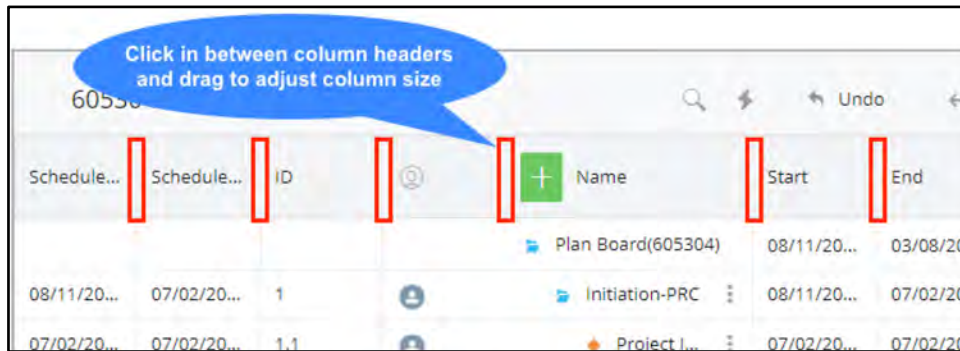 Click in between column headers
and drag to adjust column size
6053
Undo
Schedule... Schedule... ID Name Start End
Plan Board(605304) 08/11/20... 03/08/20
08/11/20... 07/02/20... 1 Initiation-PRC 08/11/20... 07/02/20
07/02/20... 07/02/20... 1.1 Project I... 07/02/20... 07/02/20